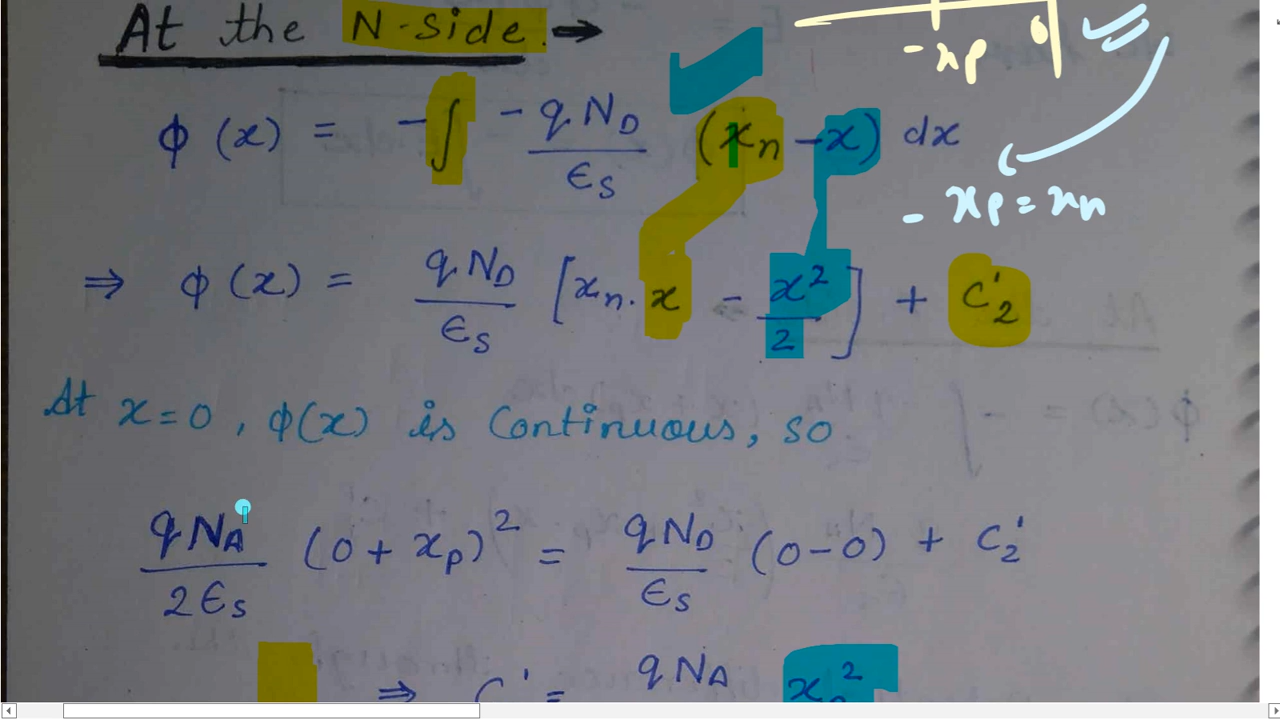 At the N-side. →
-xp 0
ϕ(x) = -∫ -qND/ϵs (xn - x) dx
- xp = xn
⇒ ϕ(x) = qND/ϵs [xn. x - x²/2] + C'2
At x=0, ϕ(x) is Continuous, so
qNA/2ϵs (0 + xp)² = qND/ϵs (0-0) + C'2
⇒ C' = qNA xp²